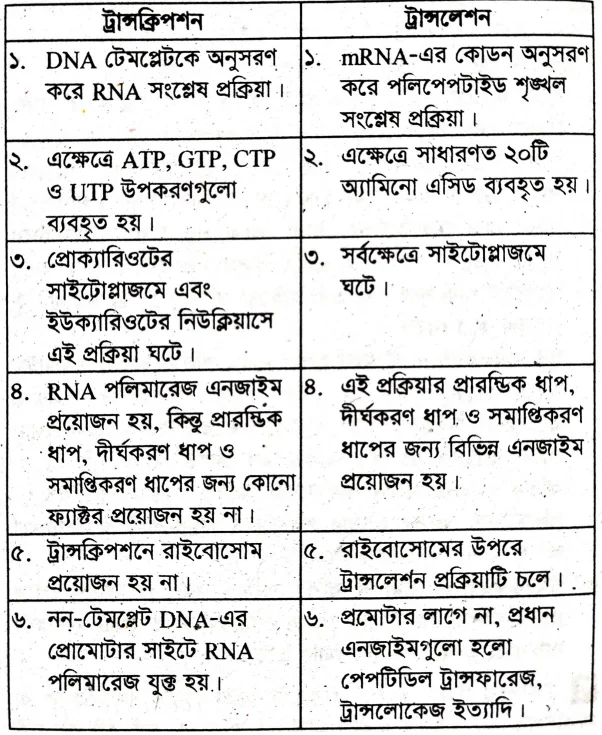 ট্রান্সক্রিপশন
ট্রান্সলেশন
১. DNA টেমপ্লেটকে অনুসরণ
করে RNA সংশ্লেষ প্রক্রিয়া।
১. mRNA-এর কোডন অনুসরণ
করে পলিপেপটাইড শৃঙ্খল
সংশ্লেষ প্রক্রিয়া।
২. এক্ষেত্রে ATP, GTP, CTP
ও UTP উপকরণগুলো
ব্যবহৃত হয়।
২. এক্ষেত্রে সাধারণত ২০টি
অ্যামিনো এসিড ব্যবহৃত হয়।
৩. প্রোক্যারিওটের
সাইটোপ্লাজমে এবং
ইউক্যারিওটের নিউক্লিয়াসে
এই প্রক্রিয়া ঘটে।
৩. সর্বক্ষেত্রে সাইটোপ্লাজমে
ঘটে।
৪. RNA পলিমারেজ এনজাইম
প্রয়োজন হয়, কিন্তু প্রারম্ভিক
ধাপ, দীর্ঘকরণ ধাপ ও
সমাপ্তিকরণ ধাপের জন্য কোনো
ফ্যাক্টর প্রয়োজন হয় না।
৪. এই প্রক্রিয়ার প্রারম্ভিক ধাপ,
দীর্ঘকরণ ধাপ ও সমাপ্তিকরণ
ধাপের জন্য বিভিন্ন এনজাইম
প্রয়োজন হয়।
৫. ট্রান্সক্রিপশনে রাইবোসোম
প্রয়োজন হয় না।
৫. রাইবোসোমের উপরে
ট্রান্সলেশন প্রক্রিয়াটি চলে।
৬. নন-টেমপ্লেট DNA-এর
প্রোমোটার সাইটে RNA
পলিমারেজ যুক্ত হয়।
৬. প্রমোটার লাগে না, প্রধান
এনজাইমগুলো হলো
পেপটিডিল ট্রান্সফারেজ,
ট্রান্সলোকেজ ইত্যাদি।